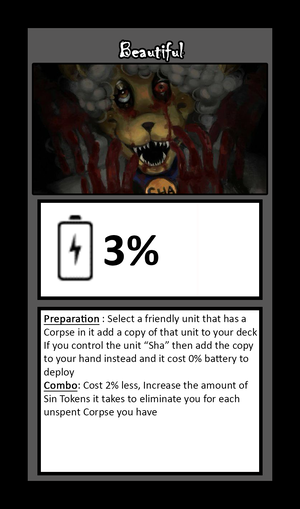 Beautiful
CHA
3%
Preparation : Select a friendly unit that has a
Corpse in it add a copy of that unit to your deck
If you control the unit “Sha” then add the copy
to your hand instead and it cost 0% battery to
deploy
Combo: Cost 2% less, Increase the amount of
Sin Tokens it takes to eliminate you for each
unspent Corpse you have